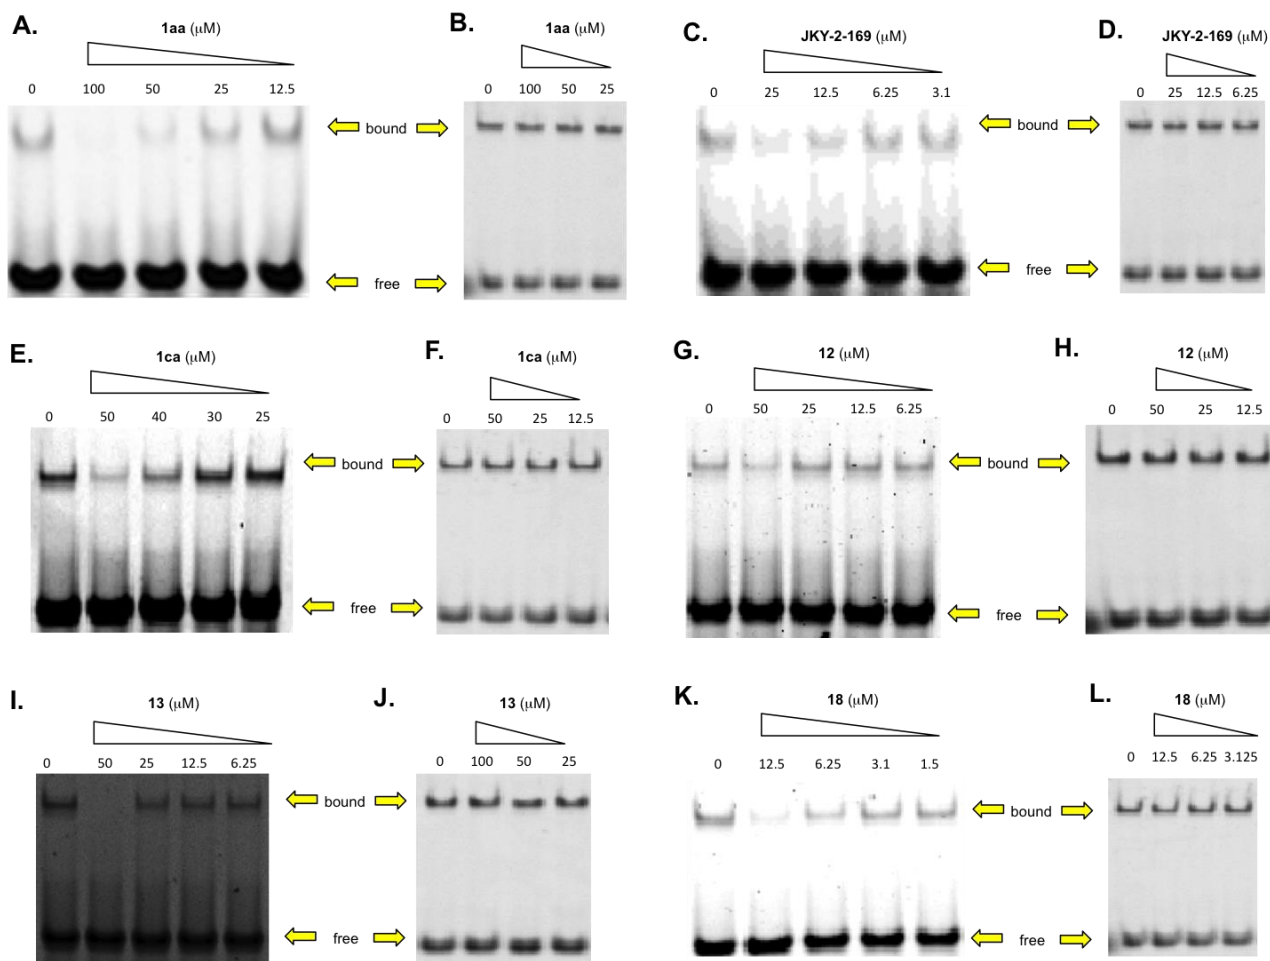 A. 1aa (μM)
0 100 50 25 12.5
B. 1aa (μM)
0 100 50 25
bound
free
C. JKY-2-169 (μM)
0 25 12.5 6.25 3.1
D. JKY-2-169 (μM)
0 25 12.5 6.25
bound
free
E. 1ca (μM)
0 50 40 30 25
F. 1ca (μM)
0 50 25 12.5
bound
free
G. 12 (μM)
0 50 25 12.5 6.25
H. 12 (μM)
0 50 25 12.5
bound
free
I. 13 (μM)
0 50 25 12.5 6.25
J. 13 (μM)
0 100 50 25
bound
free
K. 18 (μM)
0 12.5 6.25 3.1 1.5
L. 18 (μM)
0 12.5 6.25 3.125
bound
free